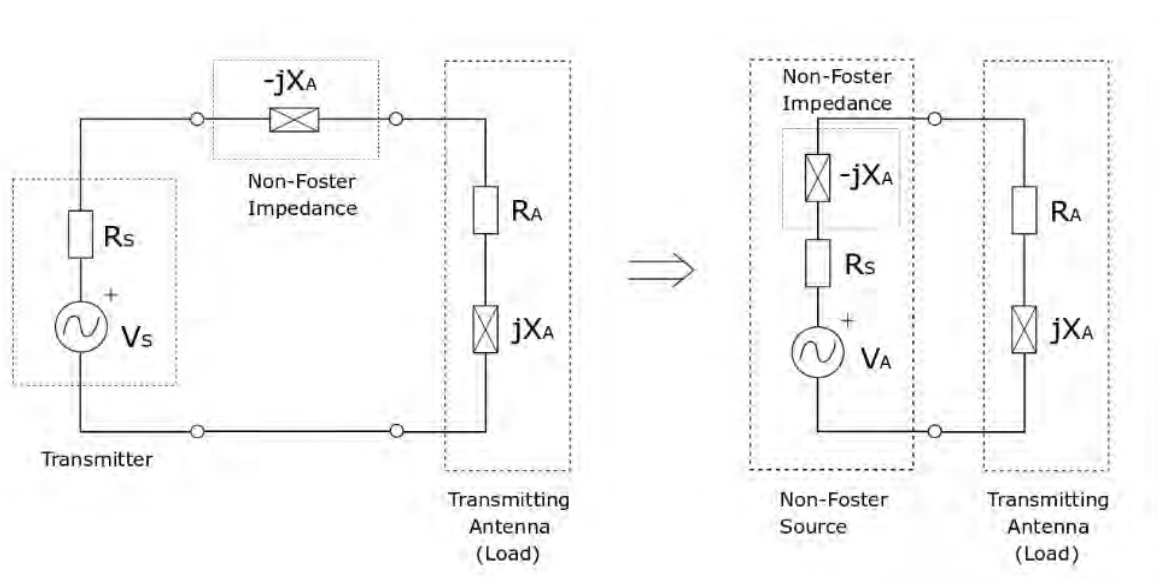 -jXA
Non-Foster
Impedance
RS
+
VS
Transmitter
RA
jXA
Transmitting
Antenna
(Load)
Non-Foster
Impedance
-jXA
RS
+
VA
Non-Foster
Source
RA
jXA
Transmitting
Antenna
(Load)